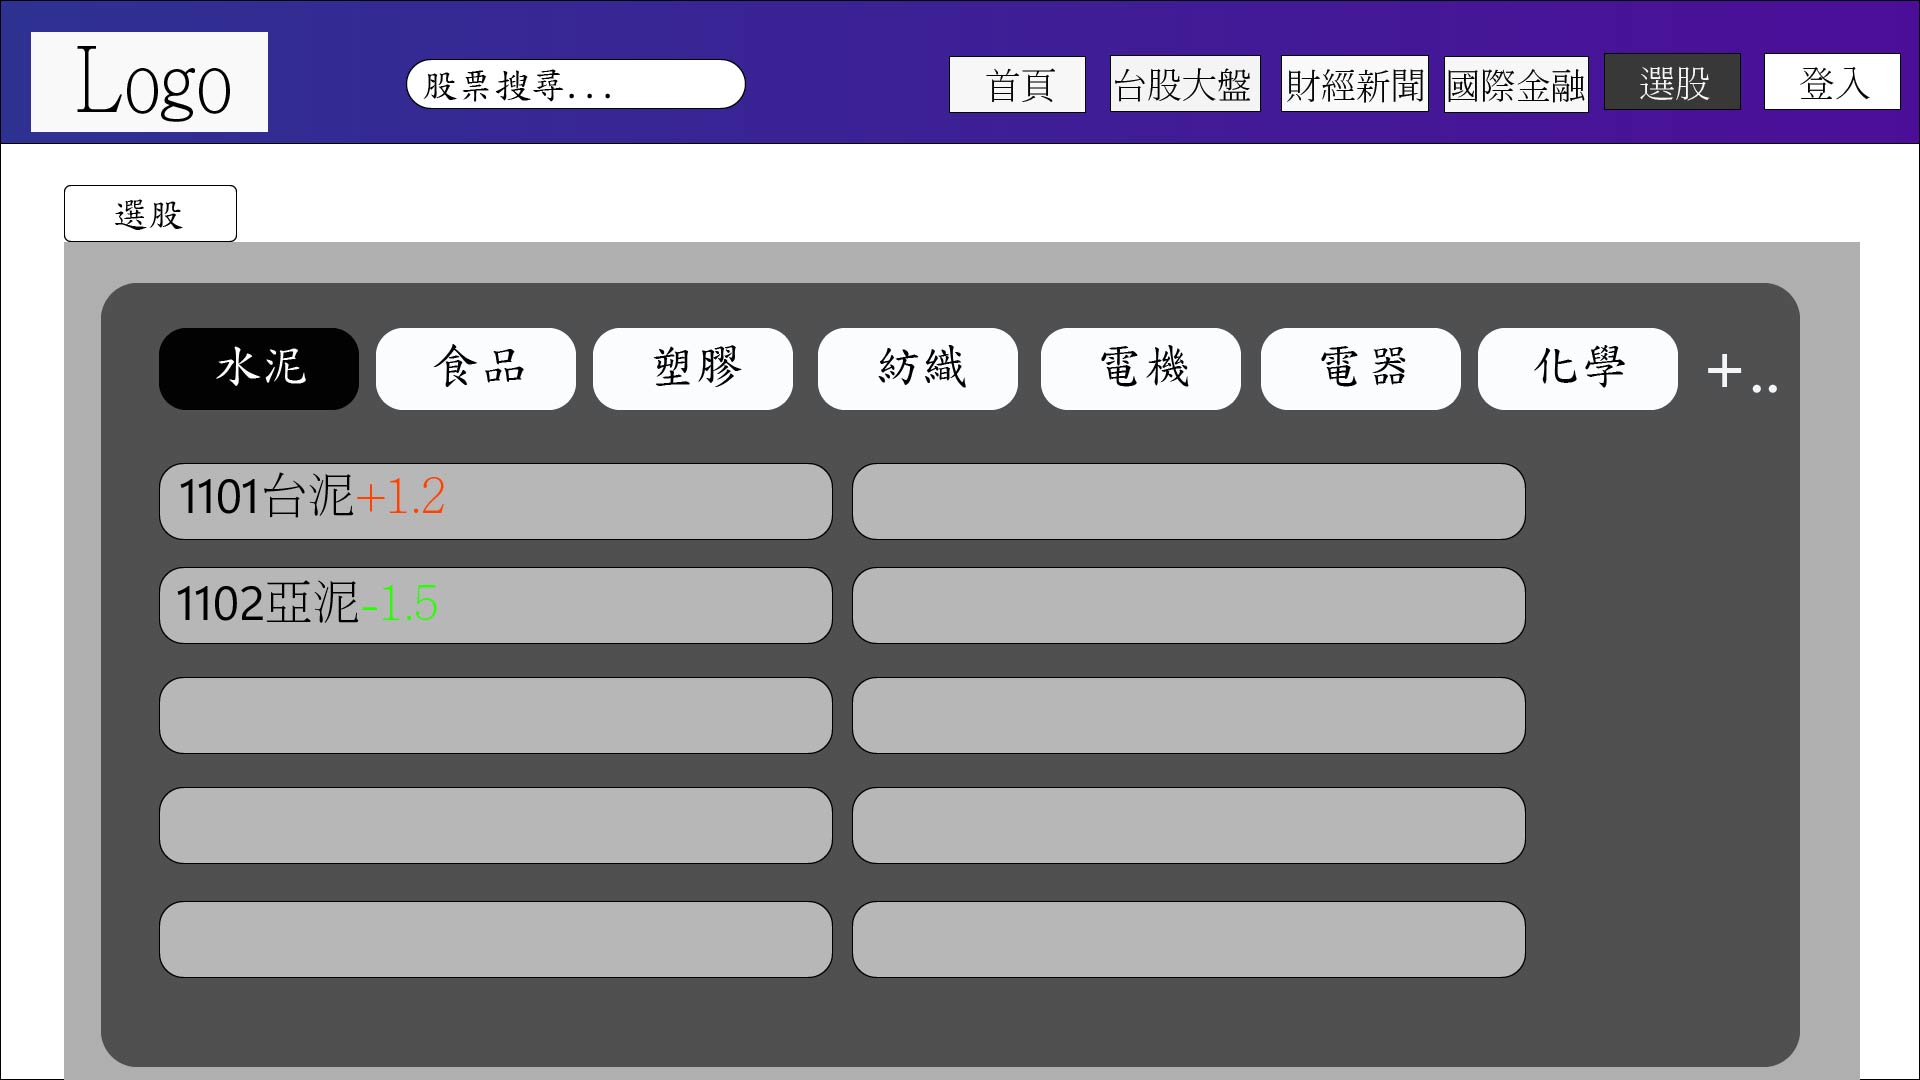 Logo 股票搜尋... 首頁 台股大盤 財經新聞 國際金融 選股 登入
選股
水泥 食品 塑膠 紡織 電機 電器 化學 +..
1101台泥+1.2
1102亞泥-1.5